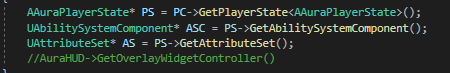 AAuraPlayerState* PS = PC->GetPlayerState<AAuraPlayerState>();
UAbilitySystemComponent* ASC = PS->GetAbilitySystemComponent();
UAttributeSet* AS = PS->GetAttributeSet();
//AuraHUD->GetOverlayWidgetController()